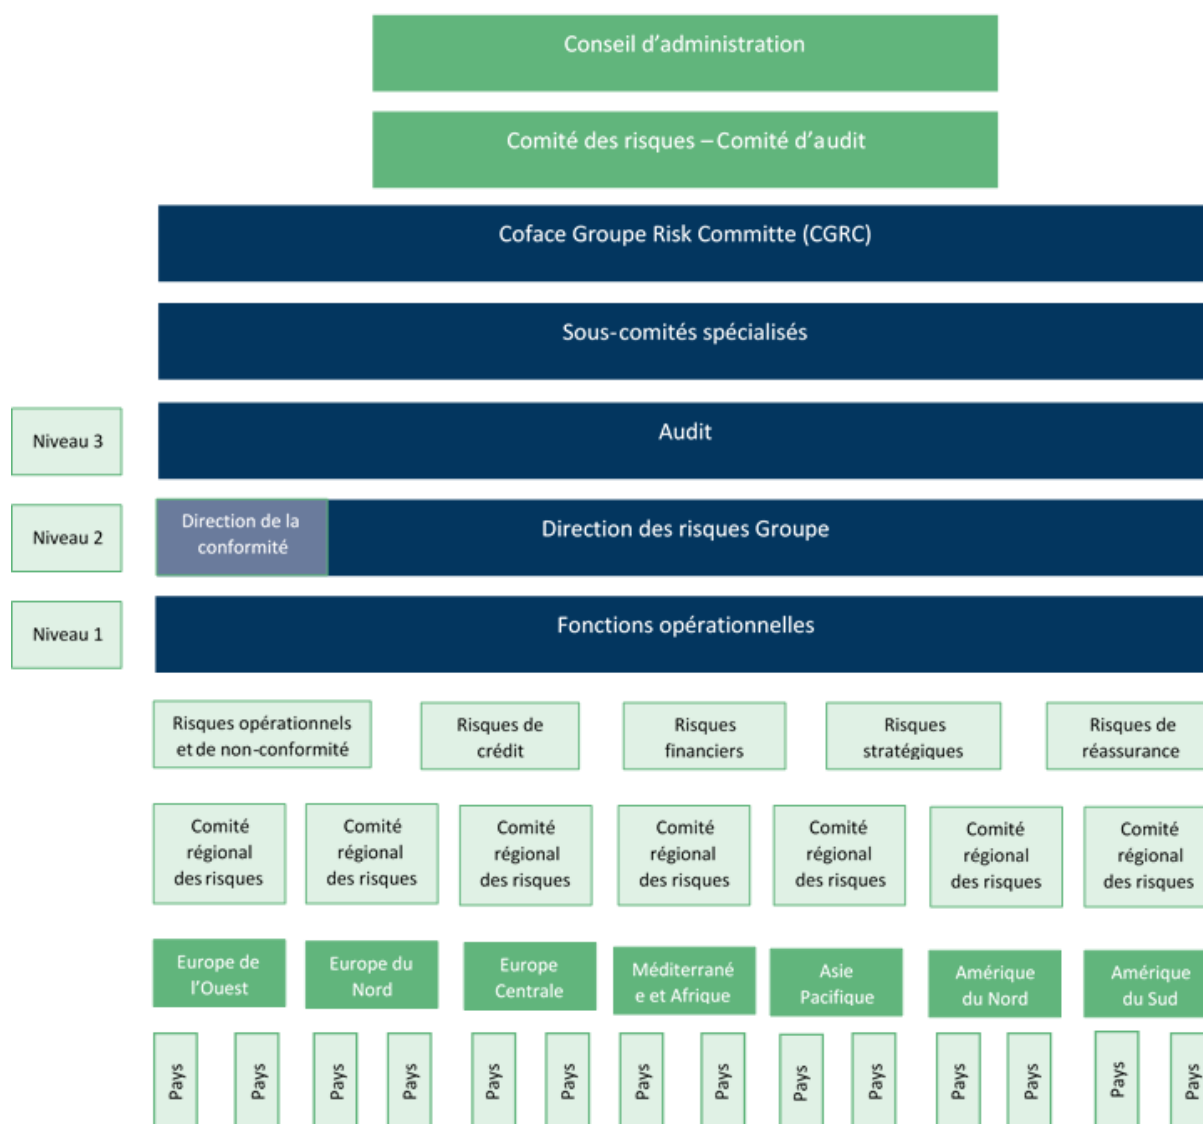 Conseil d’administration
Comité des risques – Comité d’audit
Coface Groupe Risk Committe (CGRC)
Sous-comités spécialisés
Niveau 3
Audit
Niveau 2
Direction de la
conformité
Direction des risques Groupe
Niveau 1
Fonctions opérationnelles
Risques opérationnels
et de non-conformité
Risques de
crédit
Risques
financiers
Risques
stratégiques
Risques de
réassurance
Comité
régional
des risques
Comité
régional
des risques
Comité
régional
des risques
Comité
régional
des risques
Comité
régional
des risques
Comité
régional
des risques
Comité
régional
des risques
Europe de
l’Ouest
Europe du
Nord
Europe
Centrale
Méditerrané
e et Afrique
Asie
Pacifique
Amérique
du Nord
Amérique
du Sud
Pays
Pays
Pays
Pays
Pays
Pays
Pays
Pays
Pays
Pays
Pays
Pays
Pays
Pays